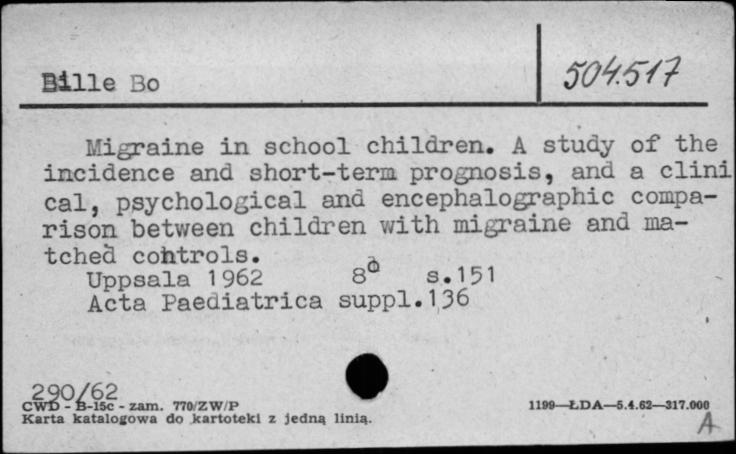 Bille Bo
504.517
Migraine in school children. A study of the
incidence and short-term prognosis, and a clini
cal, psychological and encephalographic compa-
rison between children with migraine and ma-
tched controls.
Uppsala 1962 8° s.151
Acta Paediatrica suppl.136
290/62
CWD - B-15c - zam. 770/ZW/P
1199—ŁDA—5.4.62—317.000
Karta katalogowa do kartoteki z jedną linią.
A